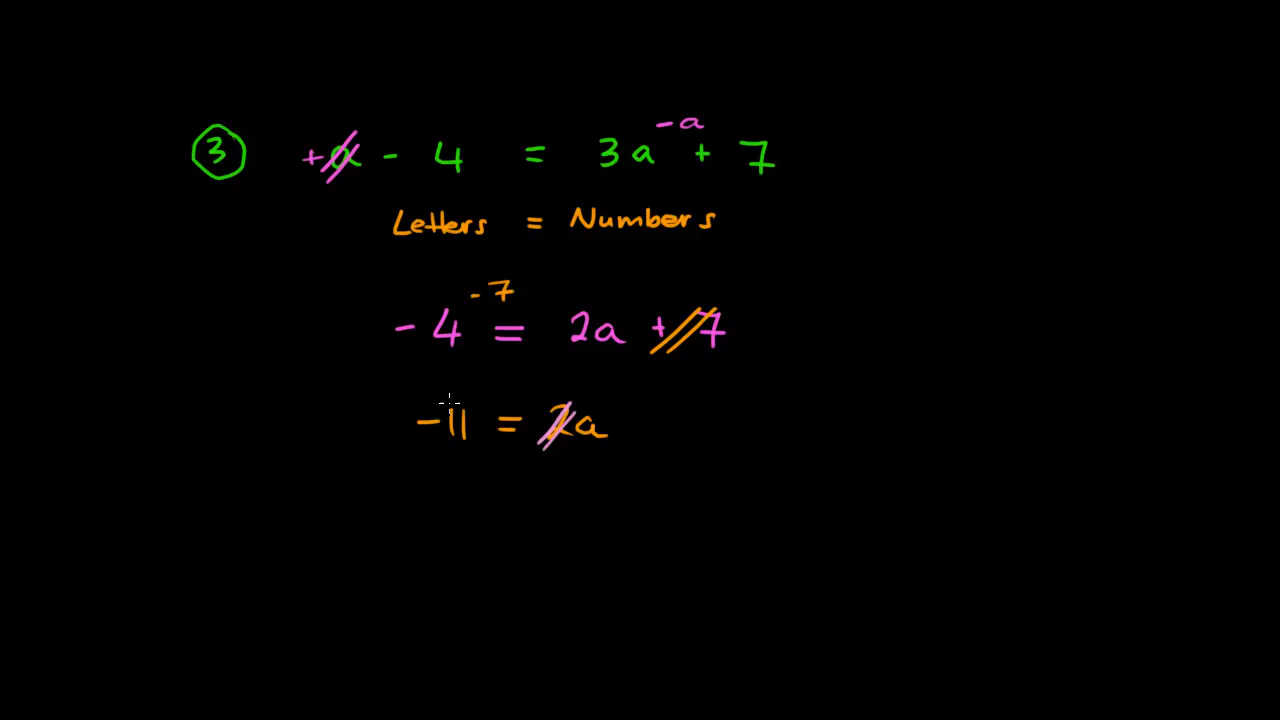 ③ +a - 4 = 3a -a + 7
Letters = Numbers
-4 -7 = 2a + 7
-11 = 2a